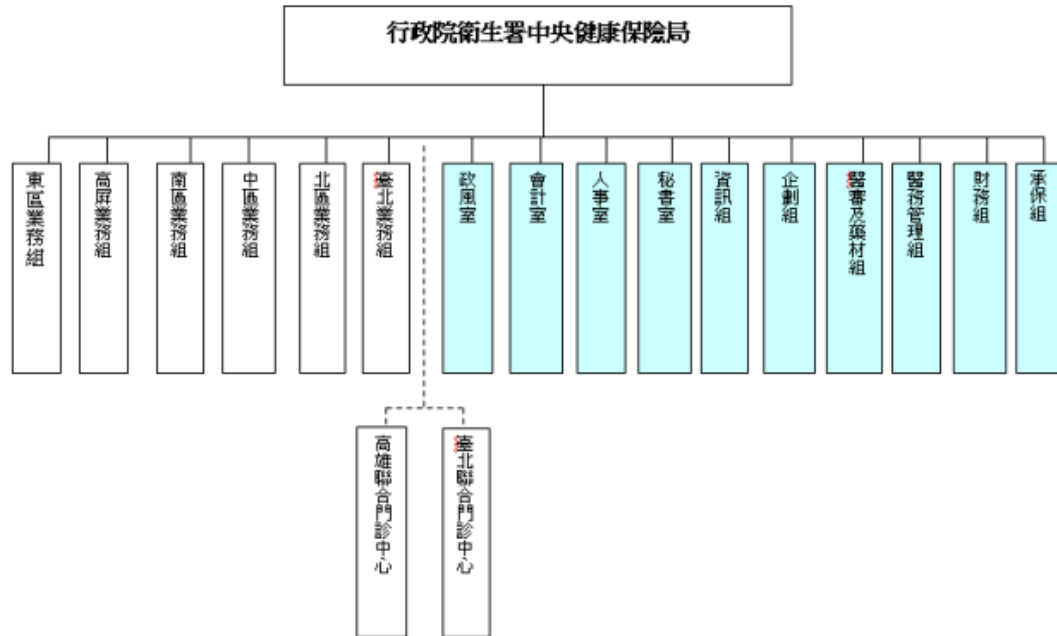 行政院衛生署中央健康保險局
東區業務組
高屏業務組
南區業務組
中區業務組
北區業務組
臺北業務組
政風室
會計室
人事室
秘書室
資訊組
企劃組
醫審及藥材組
醫務管理組
財務組
承保組
高雄聯合門診中心
臺北聯合門診中心